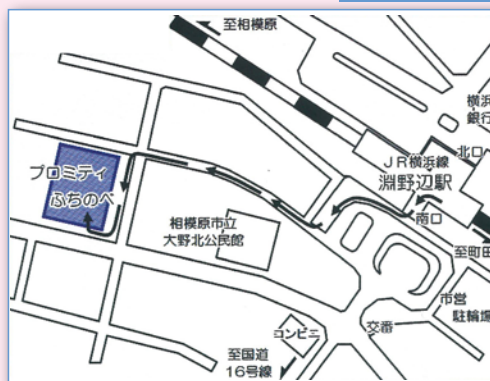 至相模原
横浜
銀行
北口
JR横浜線
淵野辺駅
南口
至町田
プロミティ
ふちのべ
相模原市立
大野北公民館
市営
駐輪場
交番
コンビニ
至国道
16号線